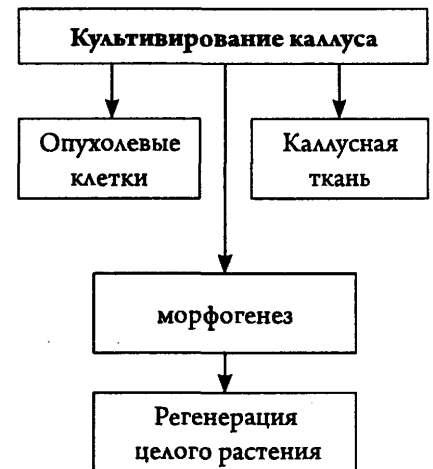 Культивирование каллуса
Опухолевые
клетки
Каллусная
ткань
морфогенез
Регенерация
целого растения